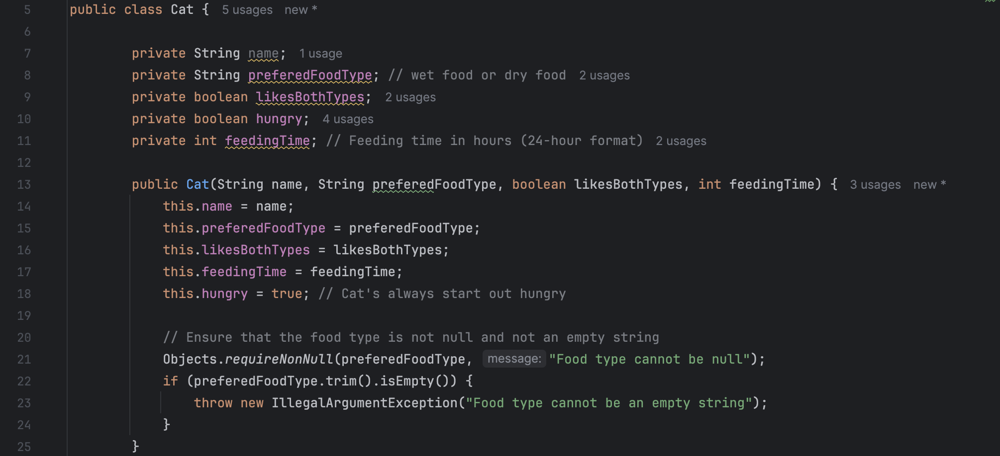 5 public class Cat { 5 usages new *
6
7 private String name; 1 usage
8 private String preferedFoodType; // wet food or dry food 2 usages
9 private boolean likesBothTypes; 2 usages
10 private boolean hungry; 4 usages
11 private int feedingTime; // Feeding time in hours (24-hour format) 2 usages
12
13 public Cat(String name, String preferedFoodType, boolean likesBothTypes, int feedingTime) { 3 usages new *
14 this.name = name;
15 this.preferedFoodType = preferedFoodType;
16 this.likesBothTypes = likesBothTypes;
17 this.feedingTime = feedingTime;
18 this.hungry = true; // Cat's always start out hungry
19
20 // Ensure that the food type is not null and not an empty string
21 Objects.requireNonNull(preferedFoodType, message: "Food type cannot be null");
22 if (preferedFoodType.trim().isEmpty()) {
23 throw new IllegalArgumentException("Food type cannot be an empty string");
24 }
25 }